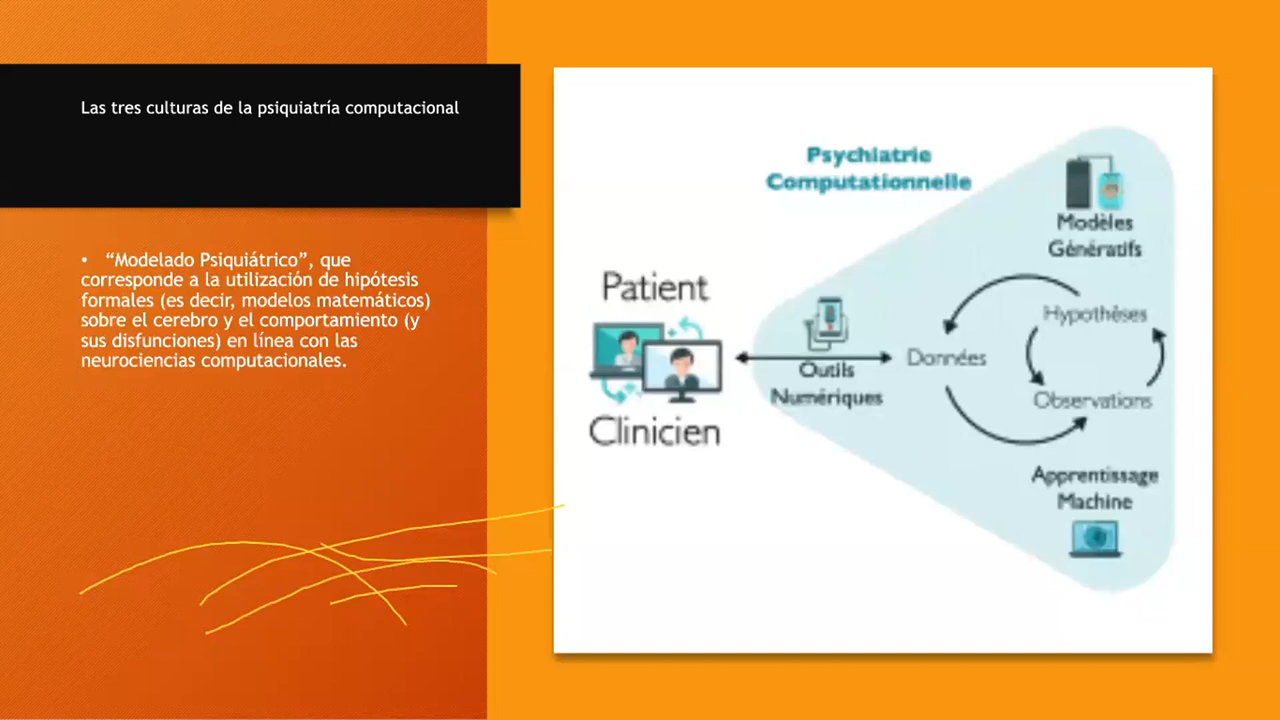 Las tres culturas de la psiquiatría computacional
• “Modelado Psiquiátrico”, que
corresponde a la utilización de hipótesis
formales (es decir, modelos matemáticos)
sobre el cerebro y el comportamiento (y
sus disfunciones) en línea con las
neurociencias computacionales.
Psychiatrie
Computationnelle
Modèles
Génératifs
Patient
Clinicien
Outils
Numériques
Données
Hypothêses
Observations
Apprentissage
Machine